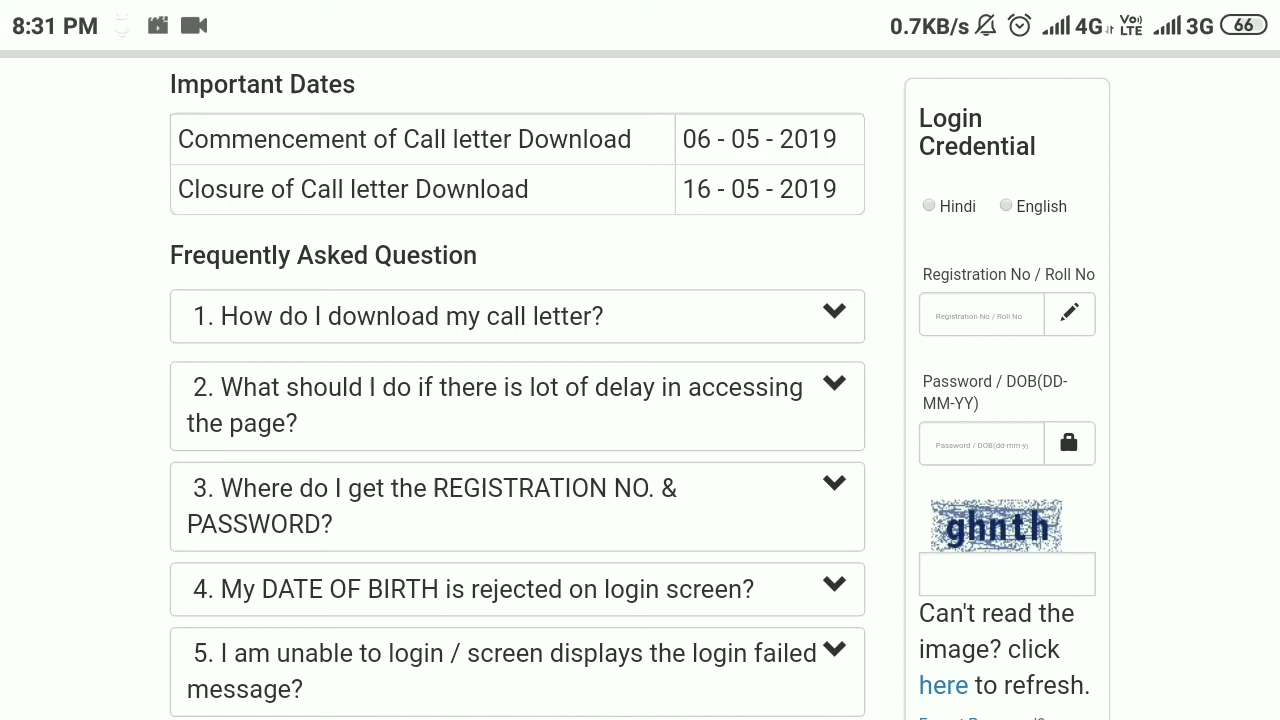 8:31 PM
0.7KB/s 4G VoLTE 3G 66
Important Dates
Commencement of Call letter Download 06 - 05 - 2019
Closure of Call letter Download 16 - 05 - 2019
Frequently Asked Question
1. How do I download my call letter?
2. What should I do if there is lot of delay in accessing
the page?
3. Where do I get the REGISTRATION NO. &
PASSWORD?
4. My DATE OF BIRTH is rejected on login screen?
5. I am unable to login / screen displays the login failed
message?
Login
Credential
Hindi English
Registration No / Roll No
Registration No / Roll No
Password / DOB(DD-
MM-YY)
Password / DOB(dd-mm-y
ghnth
Can't read the
image? click
here to refresh.